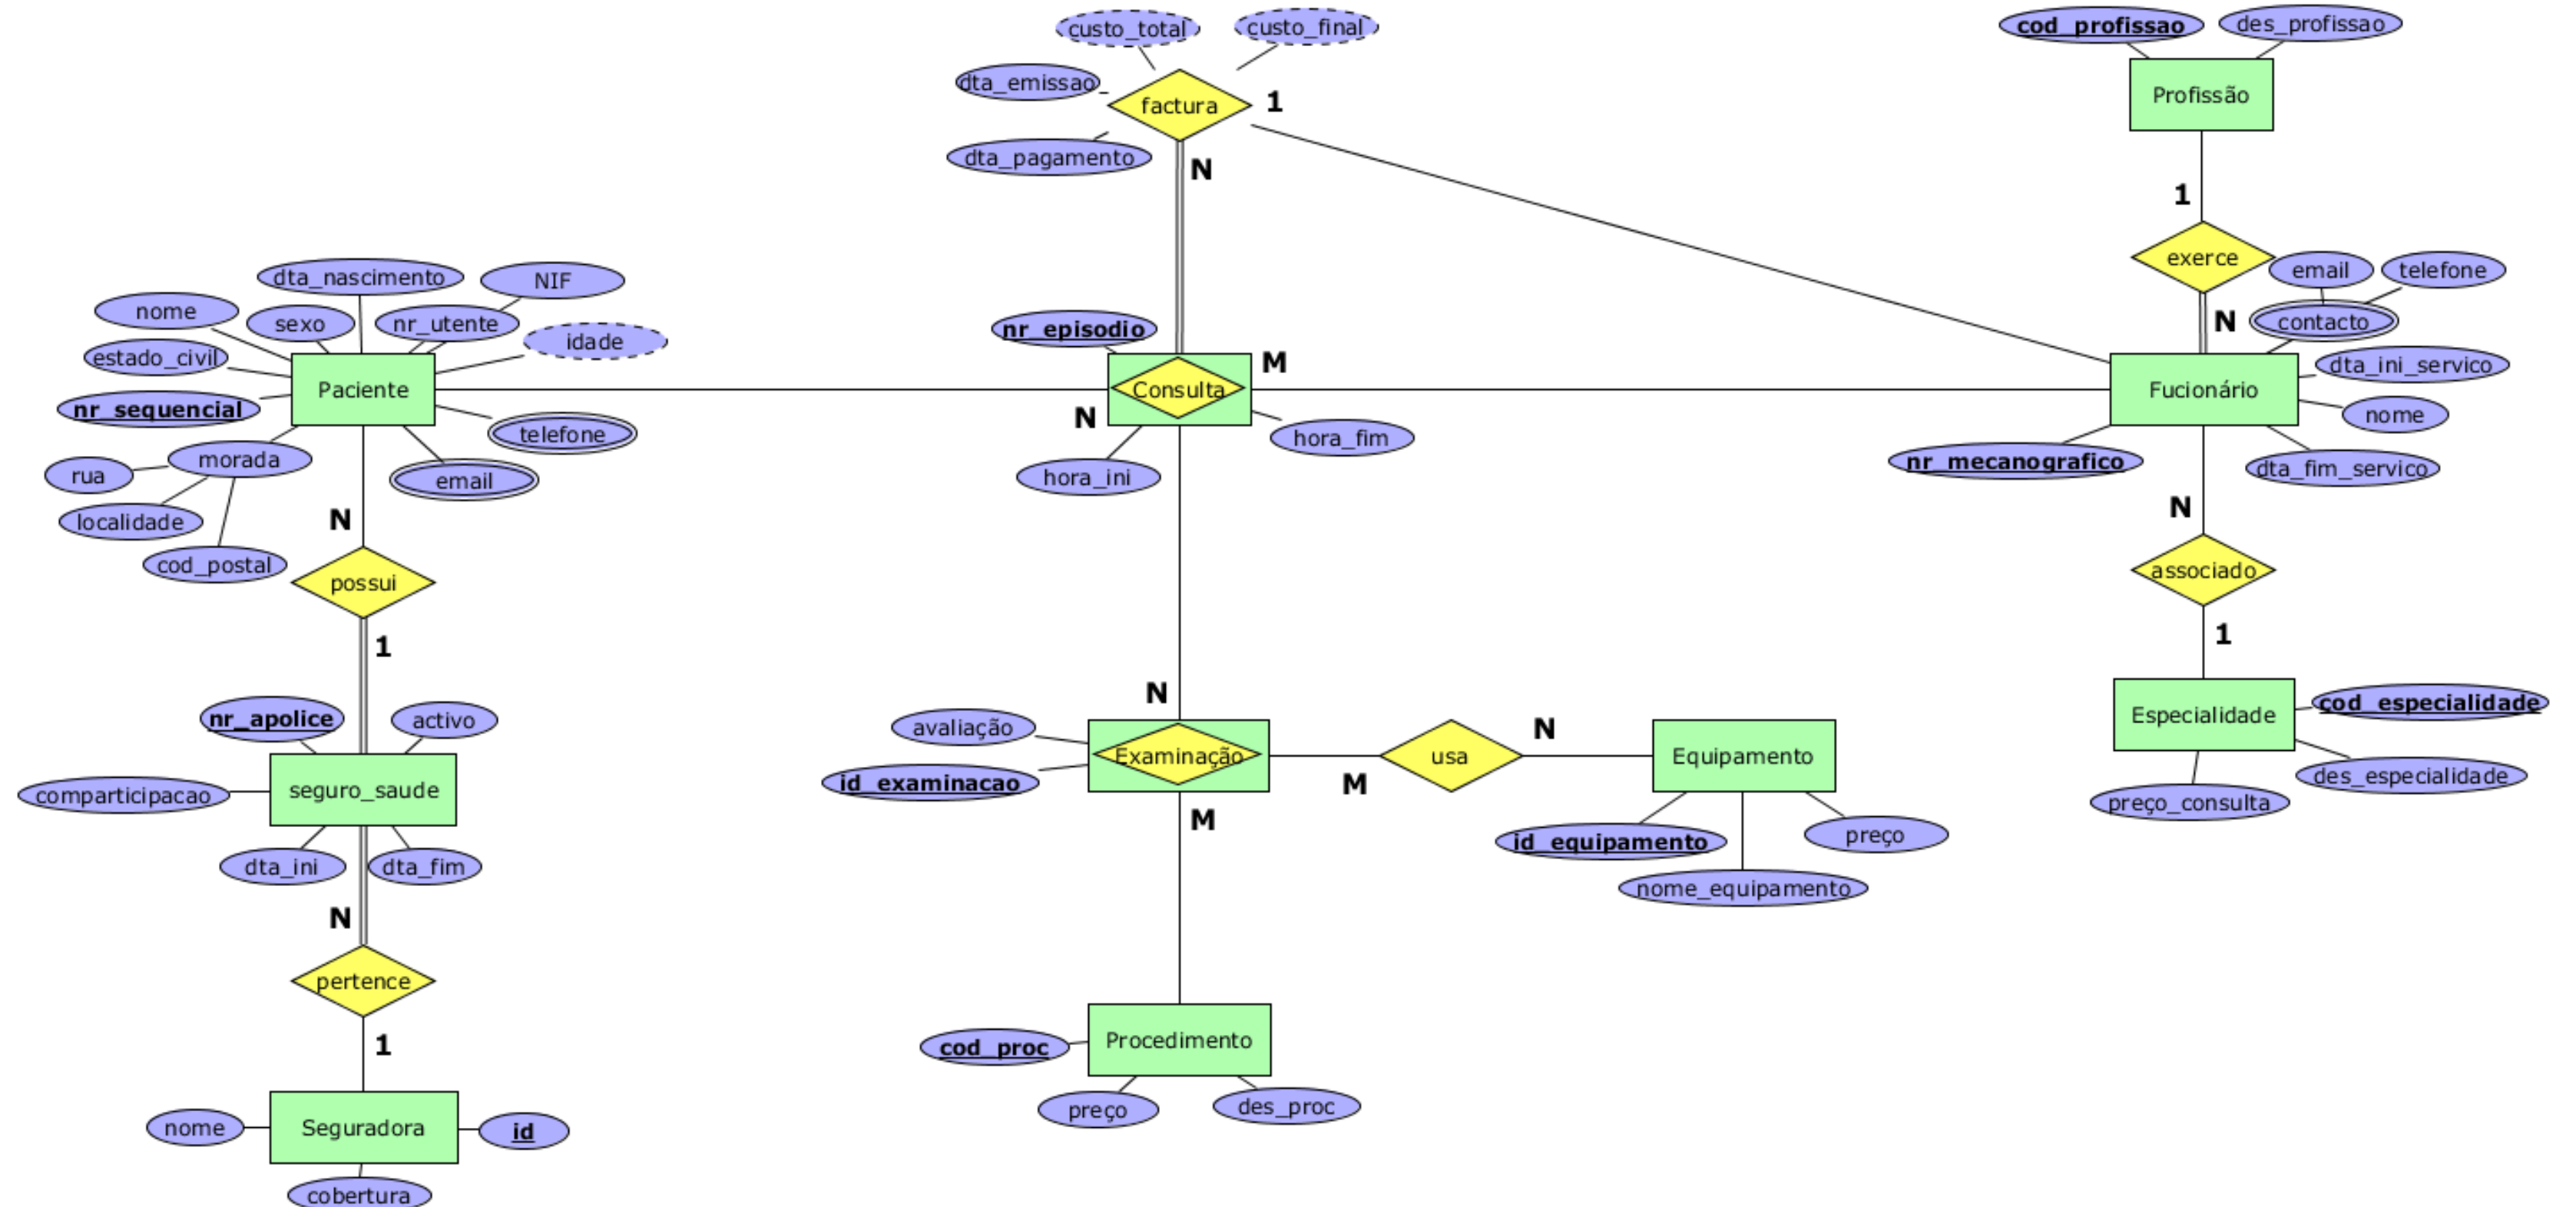 custo_total
custo_final
cod_profissao
des_profissao
dta_emissao
factura
1
Profissão
dta_pagamento
N
1
exerce
email
telefone
N
contacto
dta_nascimento
NIF
nome
sexo
nr_utente
idade
estado_civil
Paciente
nr_sequencial
telefone
morada
email
rua
localidade
cod_postal
nr_episodio
M
Consulta
N
hora_fim
hora_ini
dta_ini_servico
Fucionário
nome
nr_mecanografico
dta_fim_servico
N
possui
1
N
associado
1
nr_apolice
activo
comparticipacao
seguro_saude
dta_ini
dta_fim
N
pertence
1
nome
Seguradora
id
cobertura
N
avaliação
Examinação
id_examinacao
M
usa
N
M
Equipamento
id_equipamento
preço
nome_equipamento
Especialidade
cod_especialidade
des_especialidade
preço_consulta
cod_proc
Procedimento
preço
des_proc